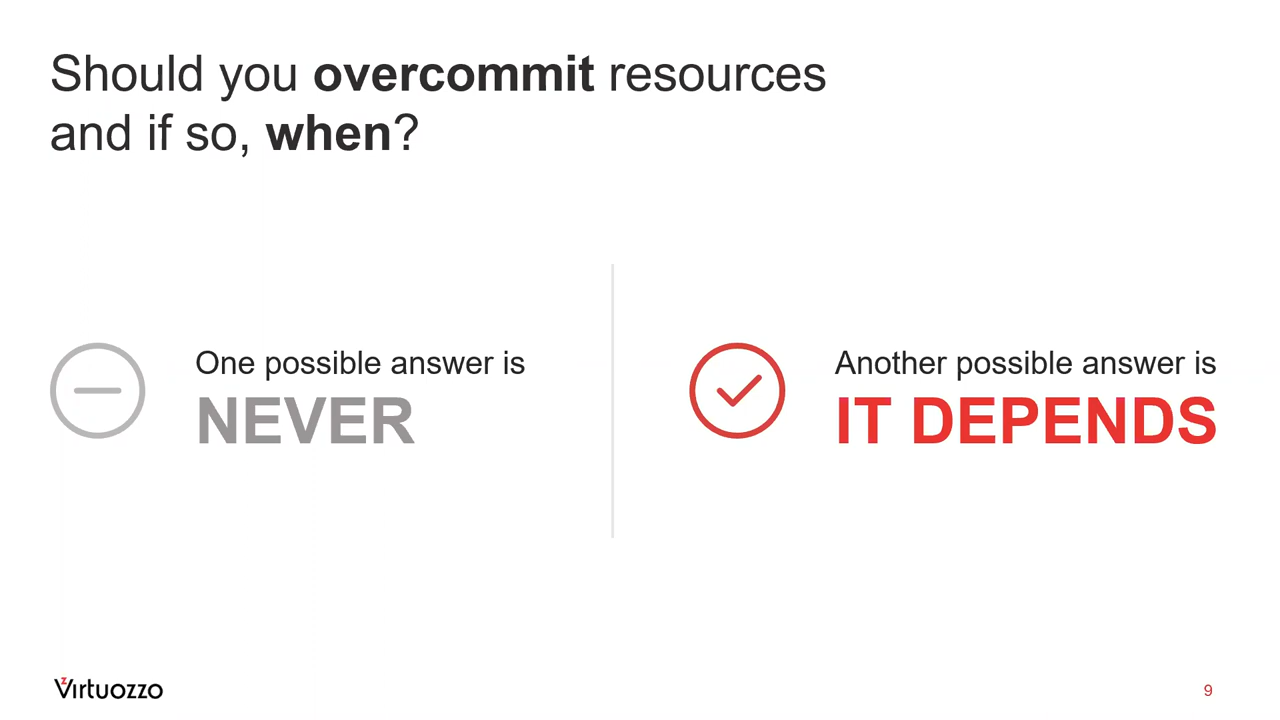 Should you overcommit resources
and if so, when?
One possible answer is
NEVER
Another possible answer is
IT DEPENDS
Virtuozzo
9